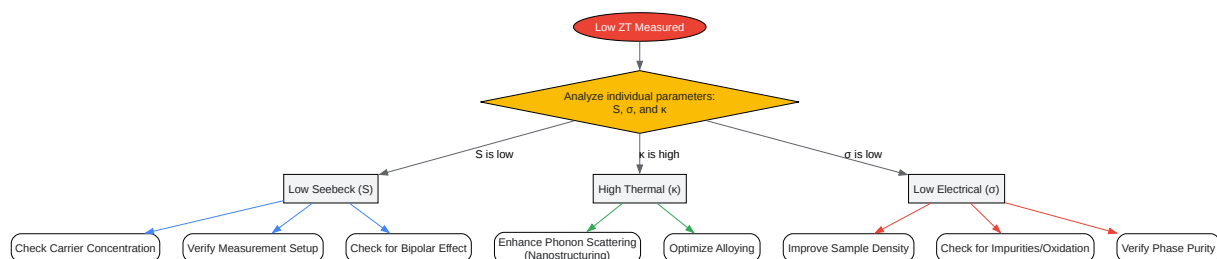 Low ZT Measured
Analyze individual parameters:
S, σ, and κ
S is low
κ is high
σ is low
Low Seebeck (S)
High Thermal (κ)
Low Electrical (σ)
Check Carrier Concentration
Verify Measurement Setup
Check for Bipolar Effect
Enhance Phonon Scattering
(Nanostructuring)
Optimize Alloying
Improve Sample Density
Check for Impurities/Oxidation
Verify Phase Purity